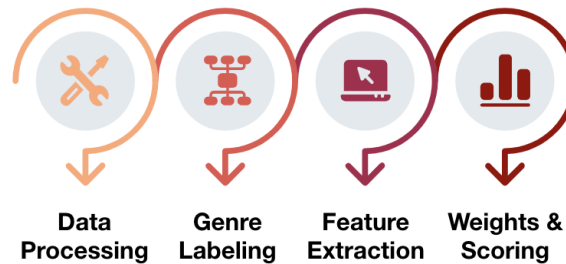 Data
Processing
Genre
Labeling
Feature
Extraction
Weights &
Scoring